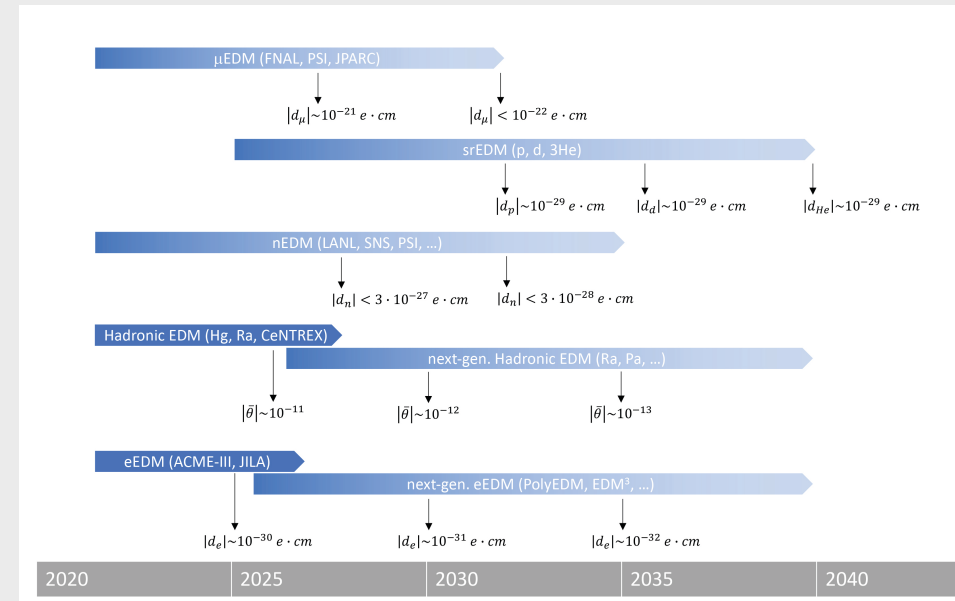 μEDM (FNAL, PSI, JPARC)
|d_μ|~10⁻²¹ e · cm
|d_μ| < 10⁻²² e · cm
srEDM (p, d, 3He)
|d_p|~10⁻²⁹ e · cm
|d_d|~10⁻²⁹ e · cm
|d_He|~10⁻²⁹ e · cm
nEDM (LANL, SNS, PSI, …)
|d_n| < 3 · 10⁻²⁷ e · cm
|d_n| < 3 · 10⁻²⁸ e · cm
Hadronic EDM (Hg, Ra, CeNTREX)
next-gen. Hadronic EDM (Ra, Pa, …)
|θ̄|~10⁻¹¹
|θ̄|~10⁻¹²
|θ̄|~10⁻¹³
eEDM (ACME-III, JILA)
next-gen. eEDM (PolyEDM, EDM³, …)
|d_e|~10⁻³⁰ e · cm
|d_e|~10⁻³¹ e · cm
|d_e|~10⁻³² e · cm
2020 2025 2030 2035 2040